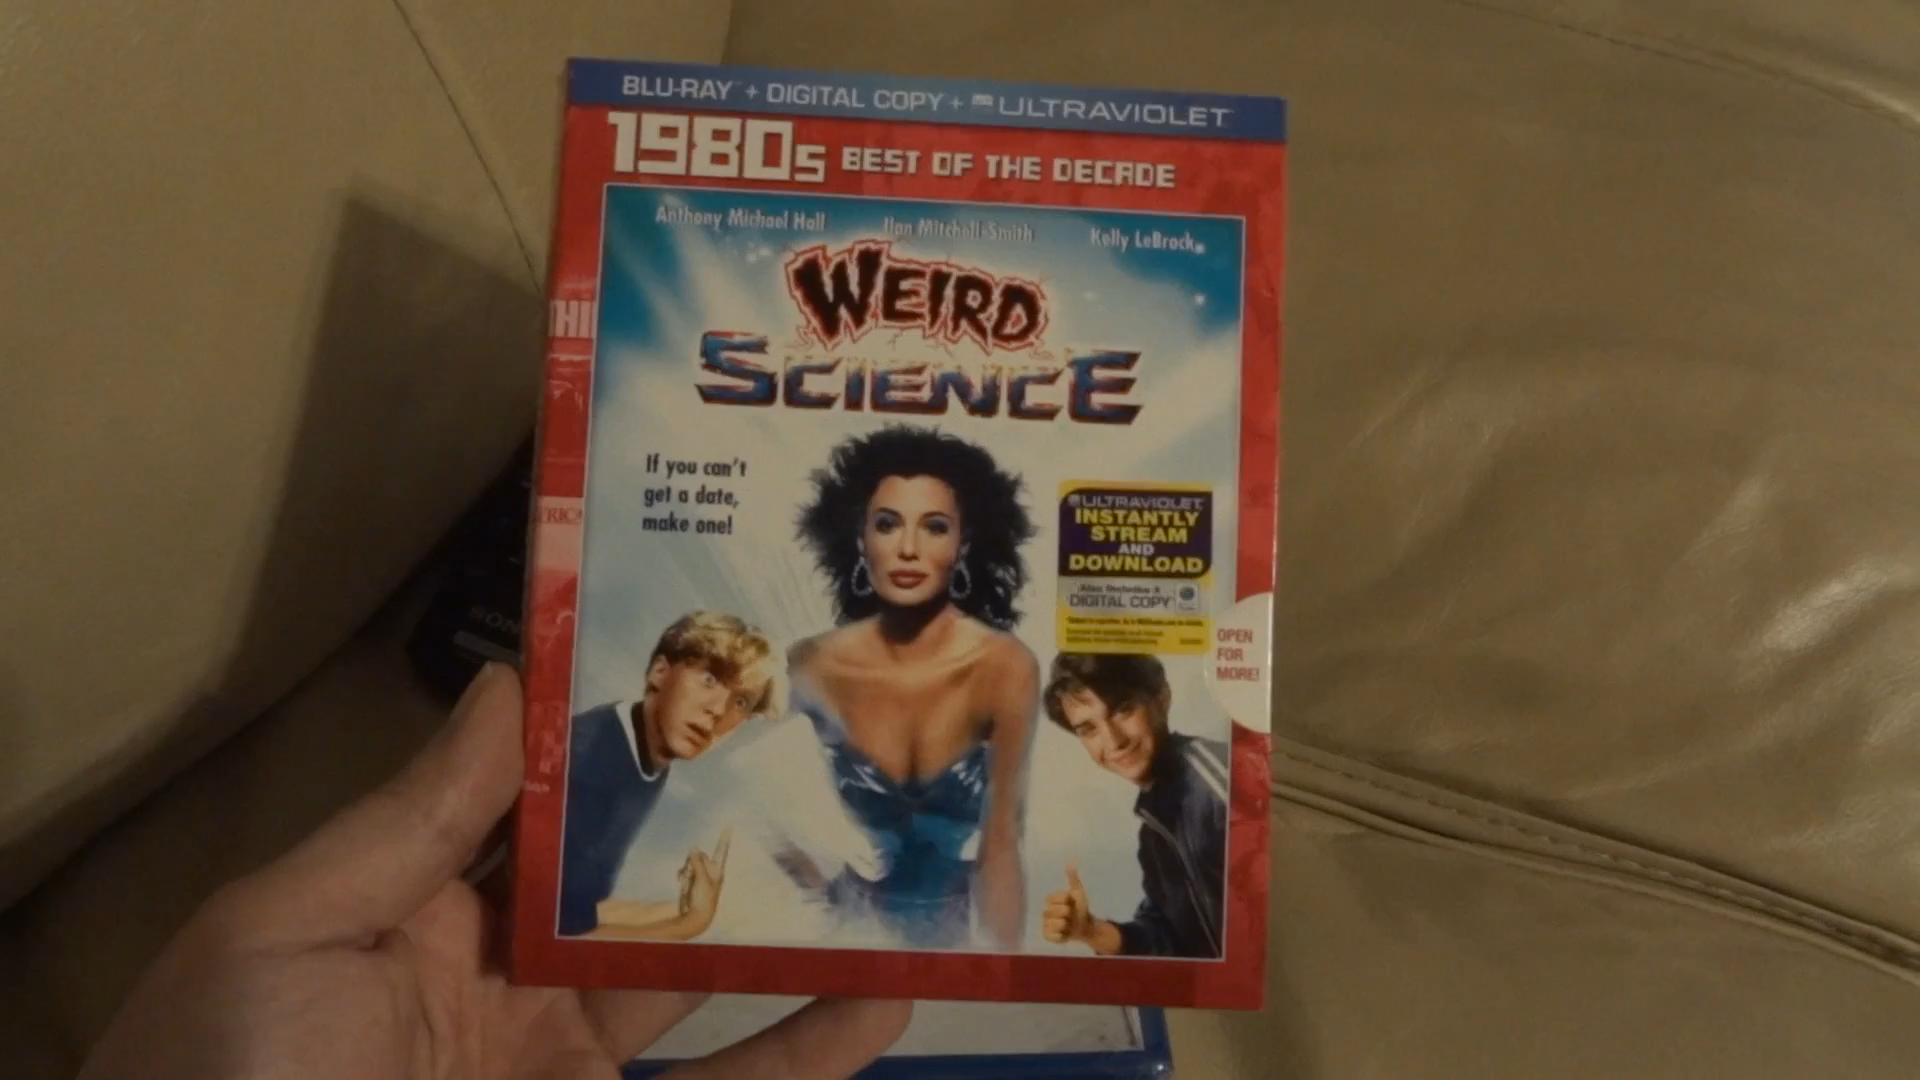 BLU-RAY + DIGITAL COPY + ULTRAVIOLET
1980s BEST OF THE DECADE
Anthony Michael Hall Ilan Mitchell-Smith Kelly LeBrock
WEIRD
SCIENCE
If you can't
get a date,
make one!
ULTRAVIOLET
INSTANTLY
STREAM
AND
DOWNLOAD
DIGITAL COPY
OPEN
FOR
MORE!
HI